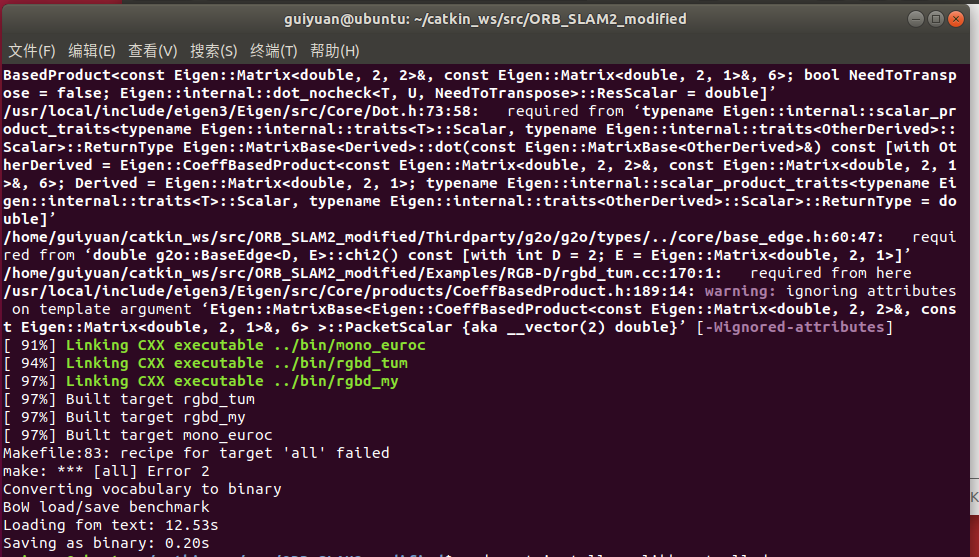 guiyuan@ubuntu: ~/catkin_ws/src/ORB_SLAM2_modified
文件(F) 编辑(E) 查看(V) 搜索(S) 终端(T) 帮助(H)
BasedProduct<const Eigen::Matrix<double, 2, 2>&, const Eigen::Matrix<double, 2, 1>&, 6>; bool NeedToTransp
ose = false; Eigen::internal::dot_nocheck<T, U, NeedToTranspose>::ResScalar = double]’
/usr/local/include/eigen3/Eigen/src/Core/Dot.h:73:58:   required from ‘typename Eigen::internal::scalar_pr
oduct_traits<typename Eigen::internal::traits<T>::Scalar, typename Eigen::internal::traits<OtherDerived>::
Scalar>::ReturnType Eigen::MatrixBase<Derived>::dot(const Eigen::MatrixBase<OtherDerived>&) const [with Ot
herDerived = Eigen::CoeffBasedProduct<const Eigen::Matrix<double, 2, 2>&, const Eigen::Matrix<double, 2, 1
>&, 6>; Derived = Eigen::Matrix<double, 2, 1>; typename Eigen::internal::scalar_product_traits<typename Ei
gen::internal::traits<T>::Scalar, typename Eigen::internal::traits<OtherDerived>::Scalar>::ReturnType = do
uble]’
/home/guiyuan/catkin_ws/src/ORB_SLAM2_modified/Thirdparty/g2o/g2o/types/../core/base_edge.h:60:47:   requi
red from ‘double g2o::BaseEdge<D, E>::chi2() const [with int D = 2; E = Eigen::Matrix<double, 2, 1>]’
/home/guiyuan/catkin_ws/src/ORB_SLAM2_modified/Examples/RGB-D/rgbd_tum.cc:170:1:   required from here
/usr/local/include/eigen3/Eigen/src/Core/products/CoeffBasedProduct.h:189:14: warning: ignoring attributes
 on template argument ‘Eigen::MatrixBase<Eigen::CoeffBasedProduct<const Eigen::Matrix<double, 2, 2>&, cons
t Eigen::Matrix<double, 2, 1>&, 6> >::PacketScalar {aka __vector(2) double}’ [-Wignored-attributes]
[ 91%] Linking CXX executable ../bin/mono_euroc
[ 94%] Linking CXX executable ../bin/rgbd_tum
[ 97%] Linking CXX executable ../bin/rgbd_my
[ 97%] Built target rgbd_tum
[ 97%] Built target rgbd_my
[ 97%] Built target mono_euroc
Makefile:83: recipe for target 'all' failed
make: *** [all] Error 2
Converting vocabulary to binary
BoW load/save benchmark
Loading fom text: 12.53s
Saving as binary: 0.20s